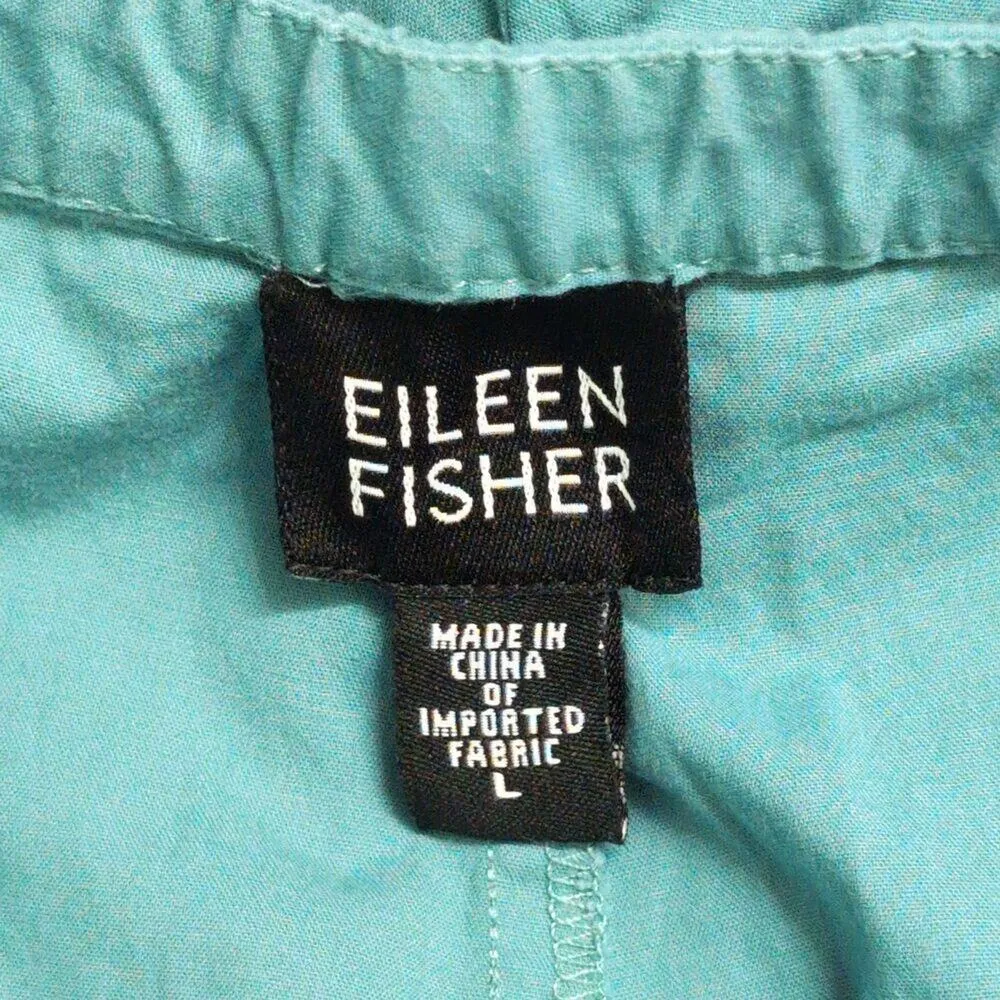 EILEEN
FISHER
MADE IN
CHINA
OF
IMPORTED
FABRIC
L